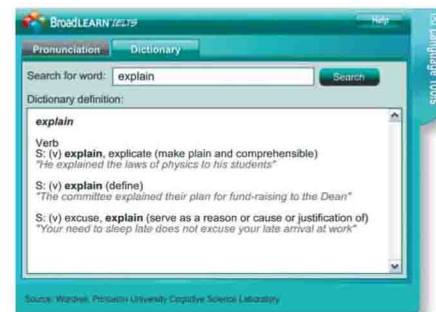 BROADLEARN IELTS
Help
Pronunciation
Dictionary
Search for word:
explain
Search
Dictionary definition:
explain
Verb
S: (v) explain, explicate (make plain and comprehensible)
"He explained the laws of physics to his students"
S: (v) explain (define)
"The committee explained their plan for fund-raising to the Dean"
S: (v) excuse, explain (serve as a reason or cause or justification of)
"Your need to sleep late does not excuse your late arrival at work"
Source: Wordnet, Princeton University Cognitive Science Laboratory
Language Tools